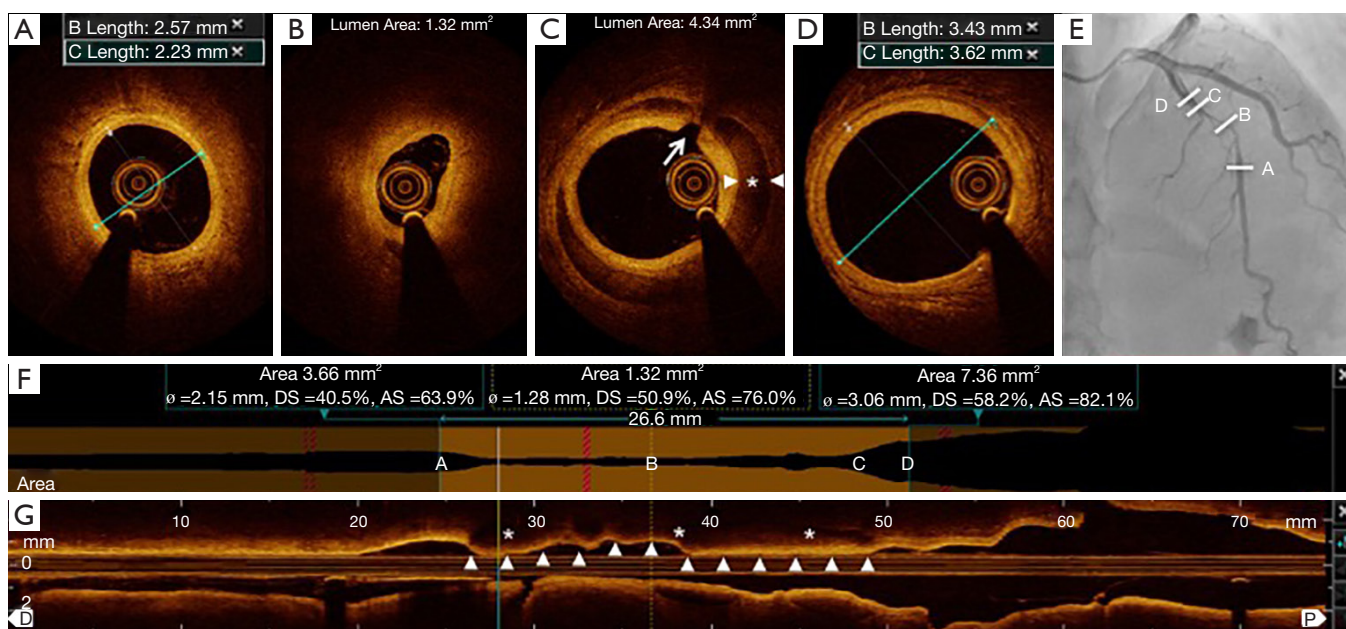 A
B Length: 2.57 mm
C Length: 2.23 mm
B
Lumen Area: 1.32 mm²
C
Lumen Area: 4.34 mm²
*
D
B Length: 3.43 mm
C Length: 3.62 mm
E
D
C
B
A
F
Area 3.66 mm²
ø =2.15 mm, DS =40.5%, AS =63.9%
Area 1.32 mm²
ø =1.28 mm, DS =50.9%, AS =76.0%
Area 7.36 mm²
ø =3.06 mm, DS =58.2%, AS =82.1%
26.6 mm
A B C D
Area
G
10 20 30 40 50 60 70 mm
mm
* * *
0
2
D P